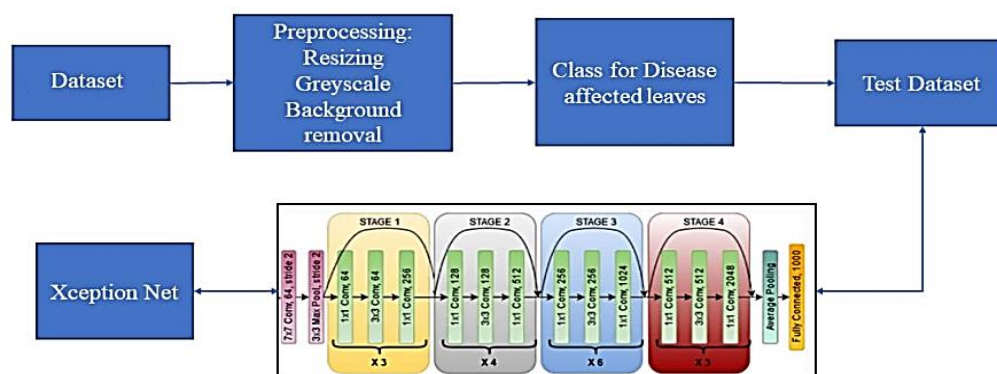 Dataset
Preprocessing:
Resizing
Greyscale
Background
removal
Class for Disease
affected leaves
Test Dataset
Xception Net
7x7 Conv, 64, stride 2
3x3 Max Pool, stride 2
STAGE 1
1x1 Conv, 64
3x3 Conv, 64
1x1 Conv, 256
X 3
STAGE 2
1x1 Conv, 128
3x3 Conv, 128
1x1 Conv, 512
X 4
STAGE 3
1x1 Conv, 256
3x3 Conv, 256
1x1 Conv, 1024
X 6
STAGE 4
1x1 Conv, 512
3x3 Conv, 512
1x1 Conv, 2048
X 3
Average Pooling
Fully Connected, 1000